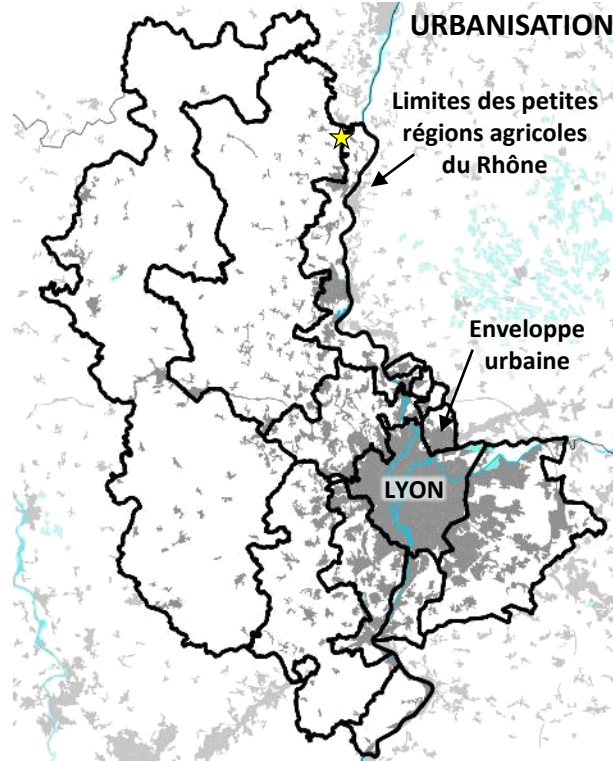 URBANISATION
Limites des petites
régions agricoles
du Rhône
Enveloppe
urbaine
LYON